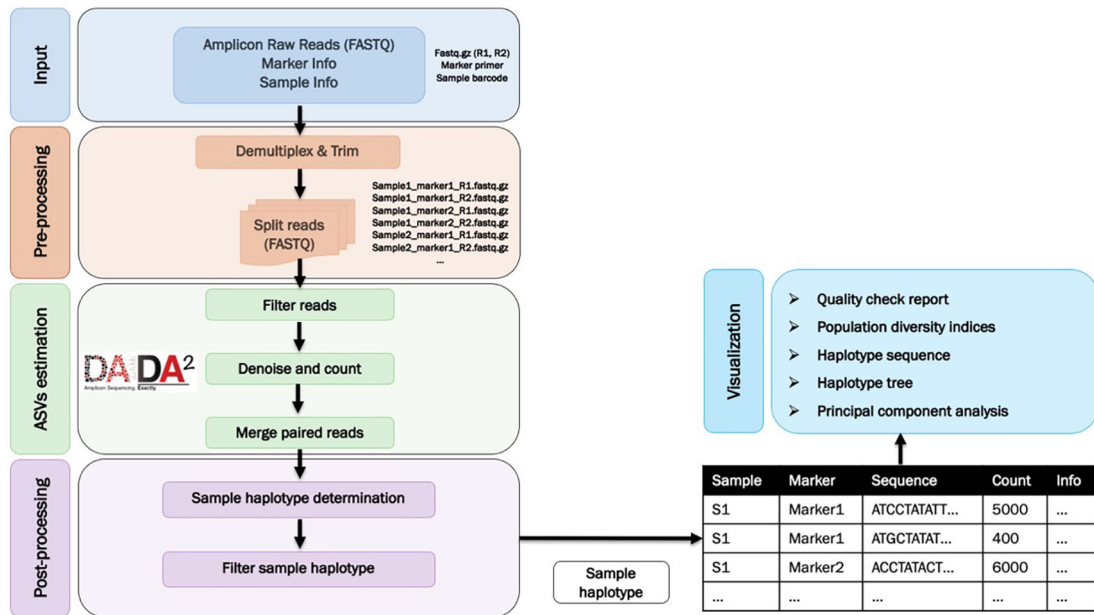 Input
Amplicon Raw Reads (FASTQ)
Marker Info
Sample Info
Fastq.gz (R1, R2)
Marker primer
Sample barcode
Pre-processing
Demultiplex & Trim
Split reads
(FASTQ)
Sample1_marker1_R1.fastq.gz
Sample1_marker1_R2.fastq.gz
Sample1_marker2_R1.fastq.gz
Sample1_marker2_R2.fastq.gz
Sample2_marker1_R1.fastq.gz
Sample2_marker1_R2.fastq.gz
...
ASVs estimation
DADA2
Amplicon Sequencing. Exactly.
Filter reads
Denoise and count
Merge paired reads
Post-processing
Sample haplotype determination
Filter sample haplotype
Sample
haplotype
Visualization
➢ Quality check report
➢ Population diversity indices
➢ Haplotype sequence
➢ Haplotype tree
➢ Principal component analysis
Sample Marker Sequence Count Info
S1 Marker1 ATCCTATATT... 5000 ...
S1 Marker1 ATGCTATAT... 400 ...
S1 Marker2 ACCTATACT... 6000 ...
... ... ... ... ...